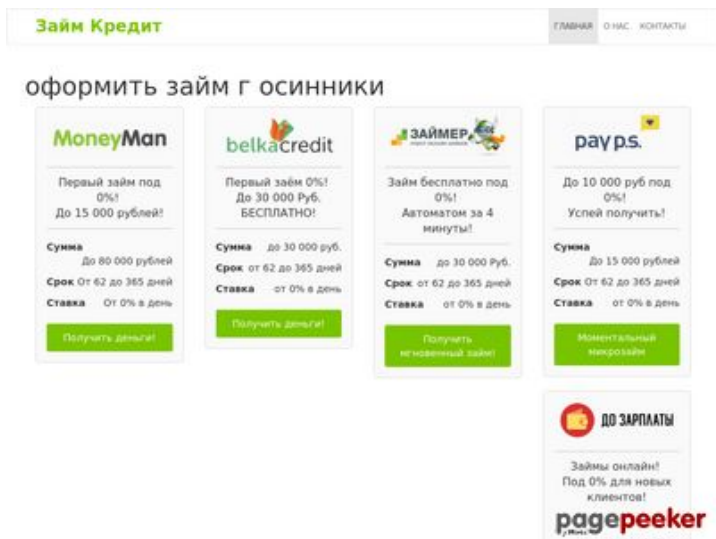 Займ Кредит
ГЛАВНАЯ О НАС. КОНТАКТЫ
оформить займ г осинники
MoneyMan
Первый займ под
0%!
До 15 000 рублей!
Сумма
До 80 000 рублей
Срок От 62 до 365 дней
Ставка От 0% в день
Получить деньги!
belkacredit
Первый заём 0%!
До 30 000 Руб.
БЕСПЛАТНО!
Сумма до 30 000 руб.
Срок от 62 до 365 дней
Ставка от 0% в день
Получить деньги!
ЗАЙМЕР
Займ бесплатно под
0%!
Автоматом за 4
минуты!
Сумма до 30 000 Руб.
Срок от 62 до 365 дней
Ставка от 0% в день
Получить
мгновенный займ!
pay p.s.
До 10 000 руб под
0%!
Успей получить!
Сумма
До 15 000 рублей
Срок От 62 до 365 дней
Ставка от 0% в день
Моментальный
микрозайм
ДО ЗАРПЛАТЫ
Займы онлайн!
Под 0% для новых
клиентов!
pagepeeker